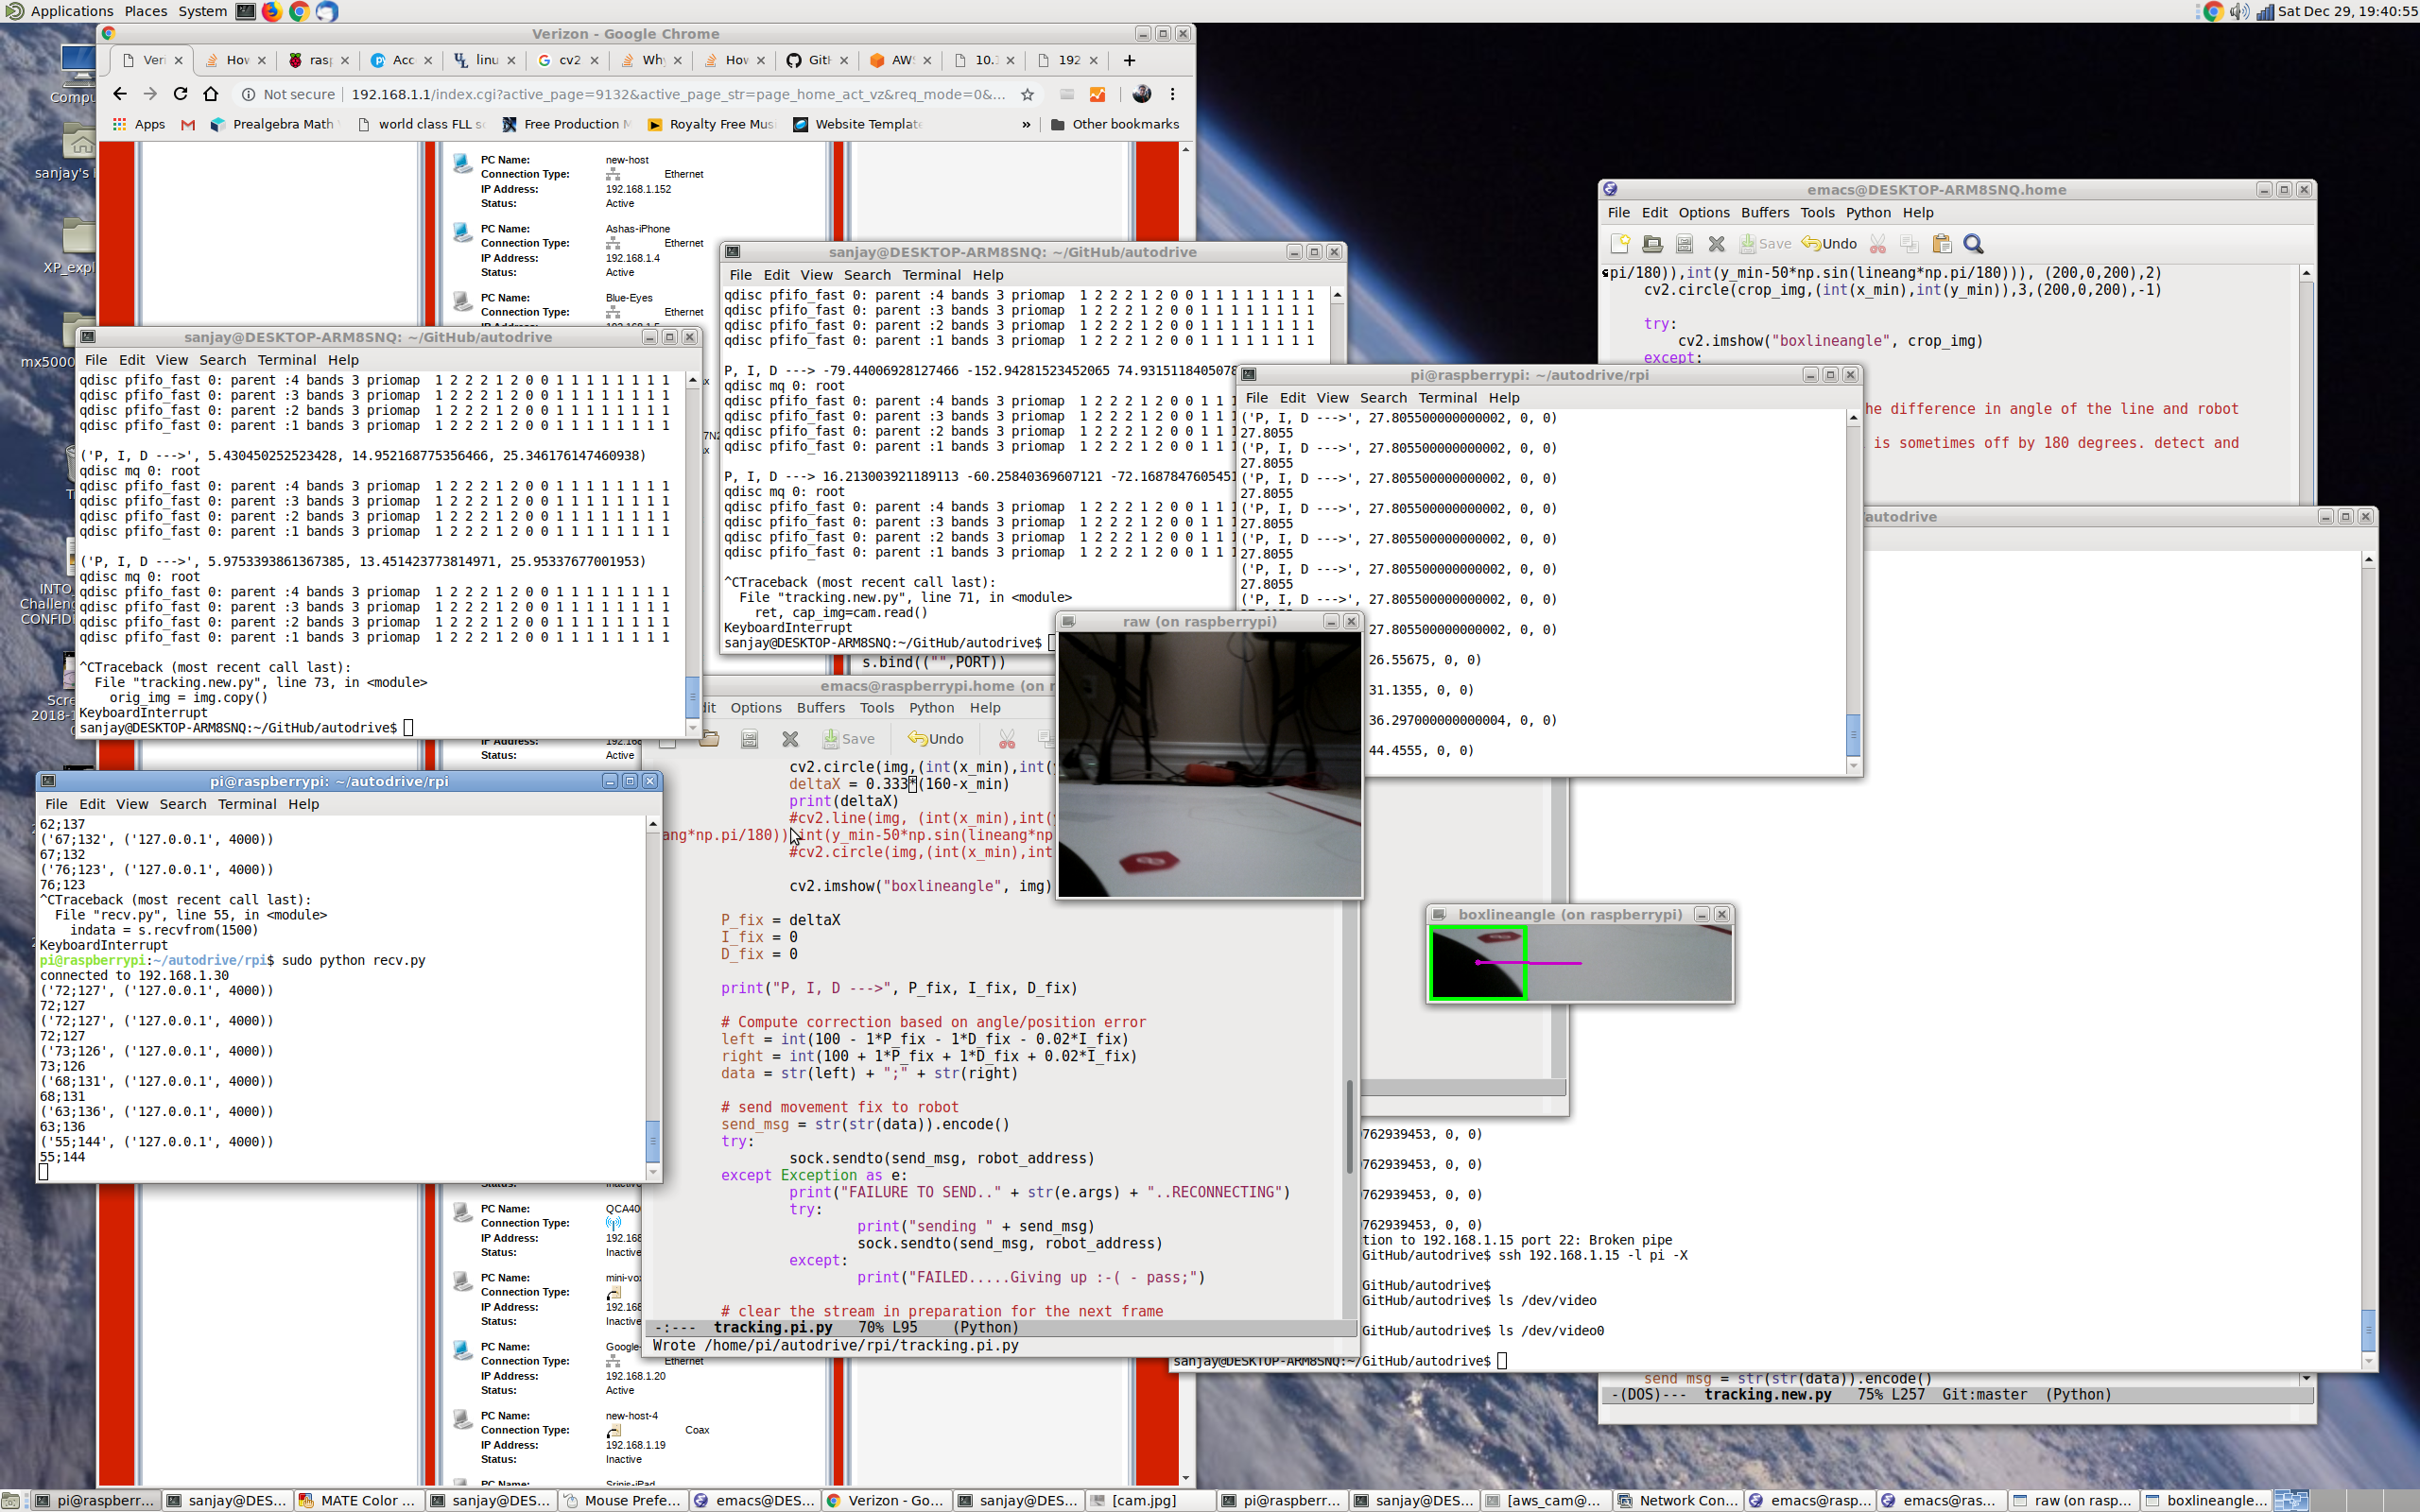 Applications Places System
Sat Dec 29, 19:40:55
Verizon - Google Chrome
Veri
How
rasp
Acc
linu
cv2
Why
How
GitH
AWS
10.
192
Not secure
192.168.1.1/index.cgi?active_page=9132&active_page_str=page_home_act_vz&req_mode=0&...
Apps
Prealgebra Math
world class FLL sc
Free Production M
Royalty Free Musi
Website Template
»
Other bookmarks
PC Name: new-host
Connection Type: Ethernet
IP Address: 192.168.1.152
Status: Active
PC Name: Ashas-iPhone
Connection Type: Ethernet
IP Address: 192.168.1.4
Status: Active
PC Name: Blue-Eyes
Connection Type: Ethernet
Compu
sanjay's
XP_expl
mx5000
INTO
Challeng
CONFID
Scre
2018-1
emacs@DESKTOP-ARM8SNQ.home
File Edit Options Buffers Tools Python Help
Save Undo
pi/180)),int(y_min-50*np.sin(lineang*np.pi/180))), (200,0,200),2)
cv2.circle(crop_img,(int(x_min),int(y_min)),3,(200,0,200),-1)
try:
cv2.imshow("boxlineangle", crop_img)
except:
he difference in angle of the line and robot
is sometimes off by 180 degrees. detect and
sanjay@DESKTOP-ARM8SNQ: ~/GitHub/autodrive
File Edit View Search Terminal Help
qdisc pfifo_fast 0: parent :4 bands 3 priomap 1 2 2 2 1 2 0 0 1 1 1 1 1 1 1 1
qdisc pfifo_fast 0: parent :3 bands 3 priomap 1 2 2 2 1 2 0 0 1 1 1 1 1 1 1 1
qdisc pfifo_fast 0: parent :2 bands 3 priomap 1 2 2 2 1 2 0 0 1 1 1 1 1 1 1 1
qdisc pfifo_fast 0: parent :1 bands 3 priomap 1 2 2 2 1 2 0 0 1 1 1 1 1 1 1 1
P, I, D ---> -79.44006928127466 -152.94281523452065 74.9315118405078
qdisc mq 0: root
qdisc pfifo_fast 0: parent :4 bands 3 priomap 1 2 2 2 1 2 0 0 1 1 1
qdisc pfifo_fast 0: parent :3 bands 3 priomap 1 2 2 2 1 2 0 0 1 1 1
qdisc pfifo_fast 0: parent :2 bands 3 priomap 1 2 2 2 1 2 0 0 1 1 1
qdisc pfifo_fast 0: parent :1 bands 3 priomap 1 2 2 2 1 2 0 0 1 1 1
P, I, D ---> 16.213003921189113 -60.25840369607121 -72.1687847605451
qdisc mq 0: root
qdisc pfifo_fast 0: parent :4 bands 3 priomap 1 2 2 2 1 2 0 0 1 1 1
qdisc pfifo_fast 0: parent :3 bands 3 priomap 1 2 2 2 1 2 0 0 1 1 1
qdisc pfifo_fast 0: parent :2 bands 3 priomap 1 2 2 2 1 2 0 0 1 1 1
qdisc pfifo_fast 0: parent :1 bands 3 priomap 1 2 2 2 1 2 0 0 1 1 1
^CTraceback (most recent call last):
File "tracking.new.py", line 71, in <module>
ret, cap_img=cam.read()
KeyboardInterrupt
sanjay@DESKTOP-ARM8SNQ:~/GitHub/autodrive$
s.bind(("",PORT))
sanjay@DESKTOP-ARM8SNQ: ~/GitHub/autodrive
File Edit View Search Terminal Help
qdisc pfifo_fast 0: parent :4 bands 3 priomap 1 2 2 2 1 2 0 0 1 1 1 1 1 1 1 1
qdisc pfifo_fast 0: parent :3 bands 3 priomap 1 2 2 2 1 2 0 0 1 1 1 1 1 1 1 1
qdisc pfifo_fast 0: parent :2 bands 3 priomap 1 2 2 2 1 2 0 0 1 1 1 1 1 1 1 1
qdisc pfifo_fast 0: parent :1 bands 3 priomap 1 2 2 2 1 2 0 0 1 1 1 1 1 1 1 1
('P, I, D --->', 5.430450252523428, 14.952168775356466, 25.346176147460938)
qdisc mq 0: root
qdisc pfifo_fast 0: parent :4 bands 3 priomap 1 2 2 2 1 2 0 0 1 1 1 1 1 1 1 1
qdisc pfifo_fast 0: parent :3 bands 3 priomap 1 2 2 2 1 2 0 0 1 1 1 1 1 1 1 1
qdisc pfifo_fast 0: parent :2 bands 3 priomap 1 2 2 2 1 2 0 0 1 1 1 1 1 1 1 1
qdisc pfifo_fast 0: parent :1 bands 3 priomap 1 2 2 2 1 2 0 0 1 1 1 1 1 1 1 1
('P, I, D --->', 5.9753393861367385, 13.451423773814971, 25.95337677001953)
qdisc mq 0: root
qdisc pfifo_fast 0: parent :4 bands 3 priomap 1 2 2 2 1 2 0 0 1 1 1 1 1 1 1 1
qdisc pfifo_fast 0: parent :3 bands 3 priomap 1 2 2 2 1 2 0 0 1 1 1 1 1 1 1 1
qdisc pfifo_fast 0: parent :2 bands 3 priomap 1 2 2 2 1 2 0 0 1 1 1 1 1 1 1 1
qdisc pfifo_fast 0: parent :1 bands 3 priomap 1 2 2 2 1 2 0 0 1 1 1 1 1 1 1 1
^CTraceback (most recent call last):
File "tracking.new.py", line 73, in <module>
orig_img = img.copy()
KeyboardInterrupt
sanjay@DESKTOP-ARM8SNQ:~/GitHub/autodrive$
pi@raspberrypi: ~/autodrive/rpi
File Edit View Search Terminal Help
('P, I, D --->', 27.805500000000002, 0, 0)
27.8055
('P, I, D --->', 27.805500000000002, 0, 0)
27.8055
('P, I, D --->', 27.805500000000002, 0, 0)
27.8055
('P, I, D --->', 27.805500000000002, 0, 0)
27.8055
('P, I, D --->', 27.805500000000002, 0, 0)
27.8055
('P, I, D --->', 27.805500000000002, 0, 0)
27.8055
('P, I, D --->', 27.805500000000002, 0, 0)
27.805500000000002, 0, 0)
26.55675, 0, 0)
31.1355, 0, 0)
36.297000000000004, 0, 0)
44.4555, 0, 0)
autodrive
raw (on raspberrypi)
boxlineangle (on raspberrypi)
Active
pi@raspberrypi: ~/autodrive/rpi
File Edit View Search Terminal Help
62;137
('67;132', ('127.0.0.1', 4000))
67;132
('76;123', ('127.0.0.1', 4000))
76;123
^CTraceback (most recent call last):
File "recv.py", line 55, in <module>
indata = s.recvfrom(1500)
KeyboardInterrupt
pi@raspberrypi:~/autodrive/rpi$ sudo python recv.py
connected to 192.168.1.30
('72;127', ('127.0.0.1', 4000))
72;127
('72;127', ('127.0.0.1', 4000))
72;127
('73;126', ('127.0.0.1', 4000))
73;126
('68;131', ('127.0.0.1', 4000))
68;131
('63;136', ('127.0.0.1', 4000))
63;136
('55;144', ('127.0.0.1', 4000))
55;144
emacs@raspberrypi.home (on r
dit Options Buffers Tools Python Help
Save Undo
cv2.circle(img,(int(x_min),int(
deltaX = 0.333*(160-x_min)
print(deltaX)
#cv2.line(img, (int(x_min),int(
ang*np.pi/180)),int(y_min-50*np.sin(lineang*np
#cv2.circle(img,(int(x_min),int
cv2.imshow("boxlineangle", img)
P_fix = deltaX
I_fix = 0
D_fix = 0
print("P, I, D --->", P_fix, I_fix, D_fix)
# Compute correction based on angle/position error
left = int(100 - 1*P_fix - 1*D_fix - 0.02*I_fix)
right = int(100 + 1*P_fix + 1*D_fix + 0.02*I_fix)
data = str(left) + ";" + str(right)
# send movement fix to robot
send_msg = str(str(data)).encode()
try:
sock.sendto(send_msg, robot_address)
except Exception as e:
print("FAILURE TO SEND.." + str(e.args) + "..RECONNECTING")
try:
print("sending " + send_msg)
sock.sendto(send_msg, robot_address)
except:
print("FAILED.....Giving up :-( - pass;")
# clear the stream in preparation for the next frame
-:--- tracking.pi.py 70% L95 (Python)
Wrote /home/pi/autodrive/rpi/tracking.pi.py
762939453, 0, 0)
762939453, 0, 0)
762939453, 0, 0)
762939453, 0, 0)
tion to 192.168.1.15 port 22: Broken pipe
GitHub/autodrive$ ssh 192.168.1.15 -l pi -X
GitHub/autodrive$
GitHub/autodrive$ ls /dev/video
GitHub/autodrive$ ls /dev/video0
sanjay@DESKTOP-ARM8SNQ:~/GitHub/autodrive$
send_msg = str(str(data)).encode()
-(DOS)--- tracking.new.py 75% L257 Git:master (Python)
PC Name: QCA40
Connection Type:
IP Address: 192.168
Status: Inactive
PC Name: mini-vo
Connection Type:
IP Address: 192.168
Status: Inactive
PC Name: Google-
Connection Type: Ethernet
IP Address: 192.168.1.20
Status: Active
PC Name: new-host-4
Connection Type: Coax
IP Address: 192.168.1.19
Status: Inactive
PC Name: Srinis-iPad
pi@raspberr...
sanjay@DES...
MATE Color ...
sanjay@DES...
Mouse Prefe...
emacs@DES...
Verizon - Go...
sanjay@DES...
[cam.jpg]
pi@raspberr...
sanjay@DES...
[aws_cam@...
Network Con...
emacs@rasp...
emacs@ras...
raw (on rasp...
boxlineangle...